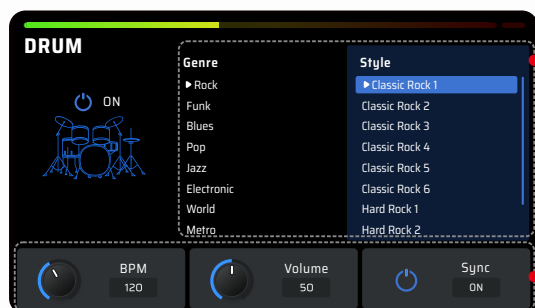 DRUM
ON
Genre
Rock
Funk
Blues
Pop
Jazz
Electronic
World
Metro
Style
Classic Rock 1
Classic Rock 2
Classic Rock 3
Classic Rock 4
Classic Rock 5
Classic Rock 6
Hard Rock 1
Hard Rock 2
BPM
120
Volume
50
Sync
ON